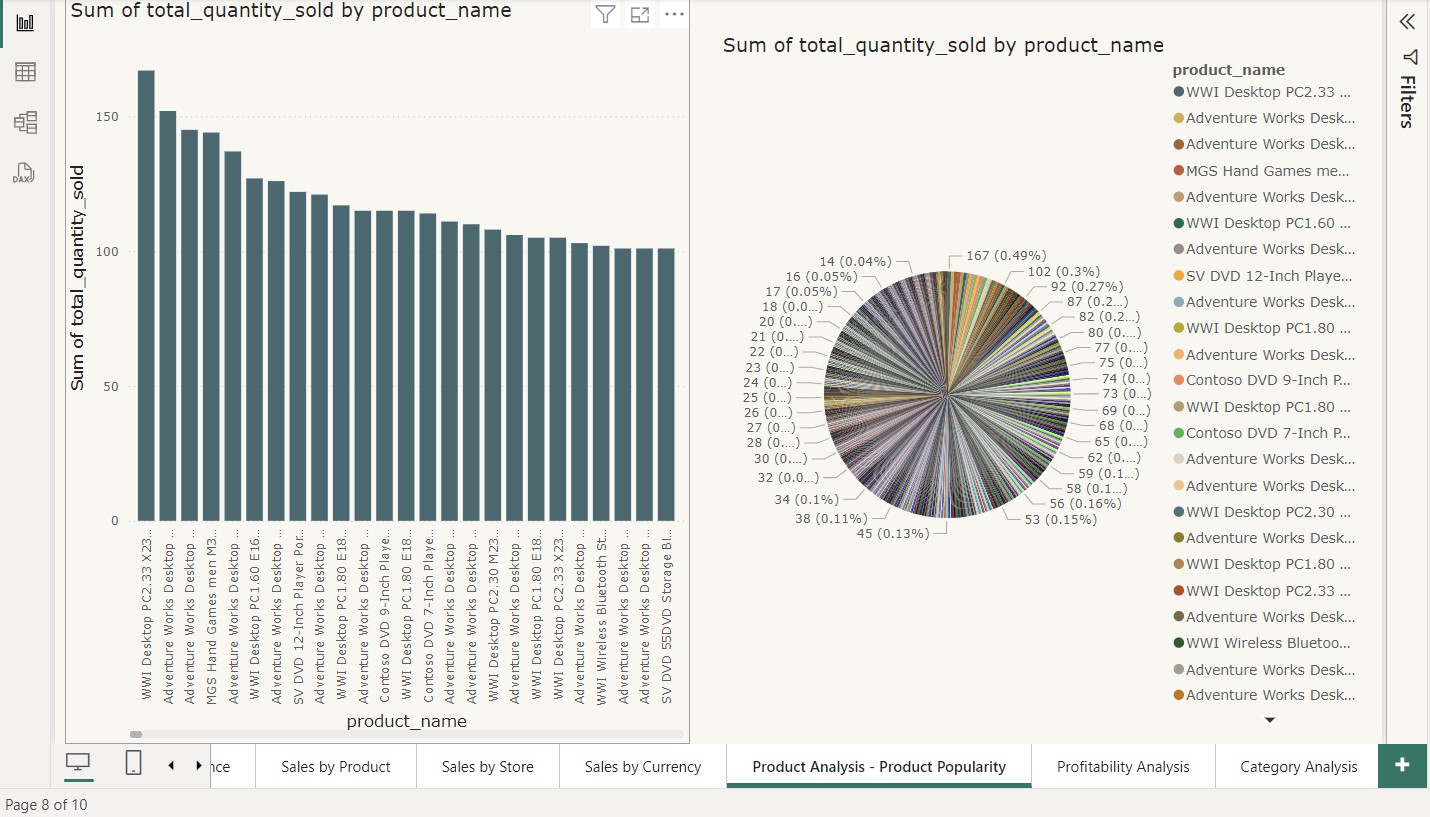 Sum of total_quantity_sold by product_name
150
100
50
0
Sum of total_quantity_sold
WWI Desktop PC2.33 X23...
Adventure Works Desktop ...
Adventure Works Desktop ...
MGS Hand Games men M3...
Adventure Works Desktop ...
WWI Desktop PC1.60 E16...
Adventure Works Desktop ...
SV DVD 12-Inch Player Por...
Adventure Works Desktop ...
WWI Desktop PC1.80 E18...
Adventure Works Desktop ...
Contoso DVD 9-Inch Playe...
WWI Desktop PC1.80 E18...
Contoso DVD 7-Inch Playe...
Adventure Works Desktop ...
Adventure Works Desktop ...
WWI Desktop PC2.30 M23...
Adventure Works Desktop ...
WWI Desktop PC1.80 E18...
WWI Desktop PC2.33 X23...
Adventure Works Desktop ...
WWI Wireless Bluetooth St...
Adventure Works Desktop ...
Adventure Works Desktop ...
SV DVD 55DVD Storage Bl...
product_name
Sum of total_quantity_sold by product_name
167 (0.49%)
102 (0.3%)
92 (0.27%)
87 (0.2...)
82 (0.2...)
80 (0....)
77 (0....)
75 (0....)
74 (0...)
73 (0...)
69 (0...)
68 (0...)
65 (0....)
62 (0....)
59 (0.1...)
58 (0.1...)
56 (0.16%)
53 (0.15%)
45 (0.13%)
38 (0.11%)
34 (0.1%)
32 (0.0...)
30 (0....)
28 (0...)
27 (0...)
26 (0...)
25 (0...)
24 (0...)
23 (0...)
22 (0...)
21 (0....)
20 (0....)
18 (0.0...)
17 (0.05%)
16 (0.05%)
14 (0.04%)
product_name
WWI Desktop PC2.33 ...
Adventure Works Desk...
Adventure Works Desk...
MGS Hand Games me...
Adventure Works Desk...
WWI Desktop PC1.60 ...
Adventure Works Desk...
SV DVD 12-Inch Playe...
Adventure Works Desk...
WWI Desktop PC1.80 ...
Adventure Works Desk...
Contoso DVD 9-Inch P...
WWI Desktop PC1.80 ...
Contoso DVD 7-Inch P...
Adventure Works Desk...
Adventure Works Desk...
WWI Desktop PC2.30 ...
Adventure Works Desk...
WWI Desktop PC1.80 ...
WWI Desktop PC2.33 ...
Adventure Works Desk...
WWI Wireless Bluetoo...
Adventure Works Desk...
Adventure Works Desk...
Filters
DAX
nce
Sales by Product
Sales by Store
Sales by Currency
Product Analysis - Product Popularity
Profitability Analysis
Category Analysis
Page 8 of 10